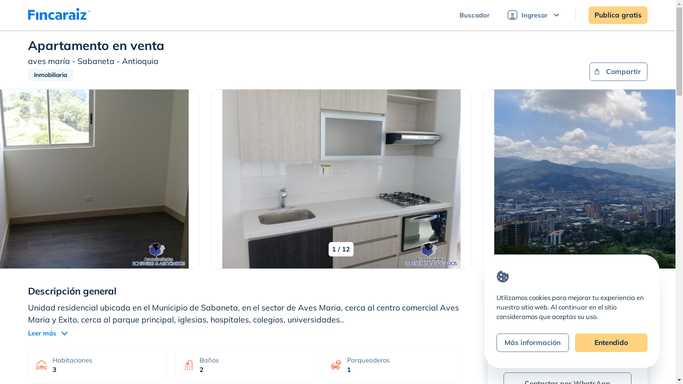 Fincaraiz
Buscador
Ingresar
Publica gratis
Apartamento en venta
aves maría - Sabaneta - Antioquia
Inmobiliaria
Compartir
1 / 12
Descripción general
Unidad residencial ubicada en el Municipio de Sabaneta, en el sector de Aves Maria, cerca al centro comercial Aves
Maria y Exito, cerca al parque principal, iglesias, hospitales, colegios, universidades...
Leer más
Habitaciones
3
Baños
2
Parqueaderos
1
Utilizamos cookies para mejorar tu experiencia en
nuestro sitio web. Al continuar en el sitio
consideramos que aceptas su uso.
Más información
Entendido
Contactar por WhatsApp